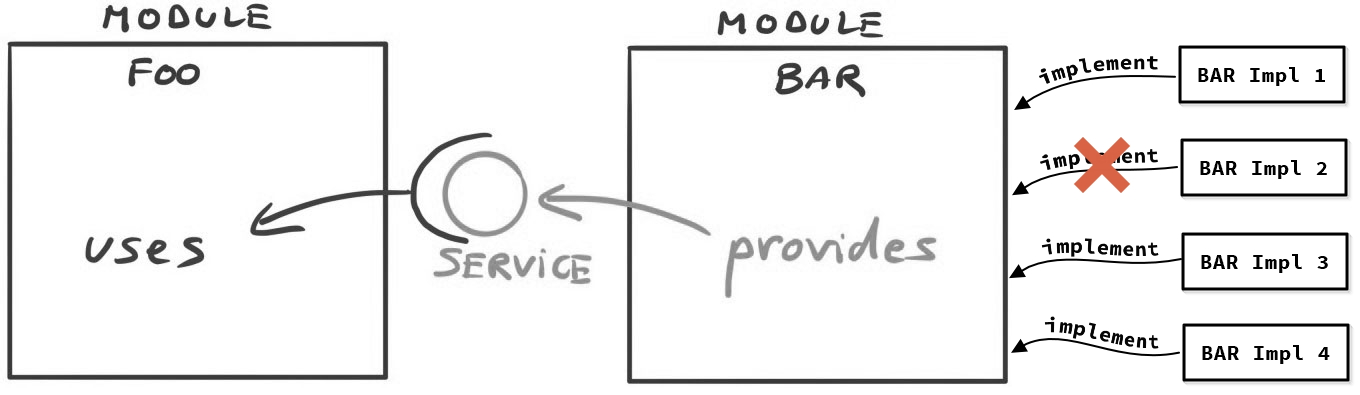 MODULE
FOO
uses
SERVICE
MODULE
BAR
provides
implement
BAR Impl 1
implement
BAR Impl 2
implement
BAR Impl 3
implement
BAR Impl 4